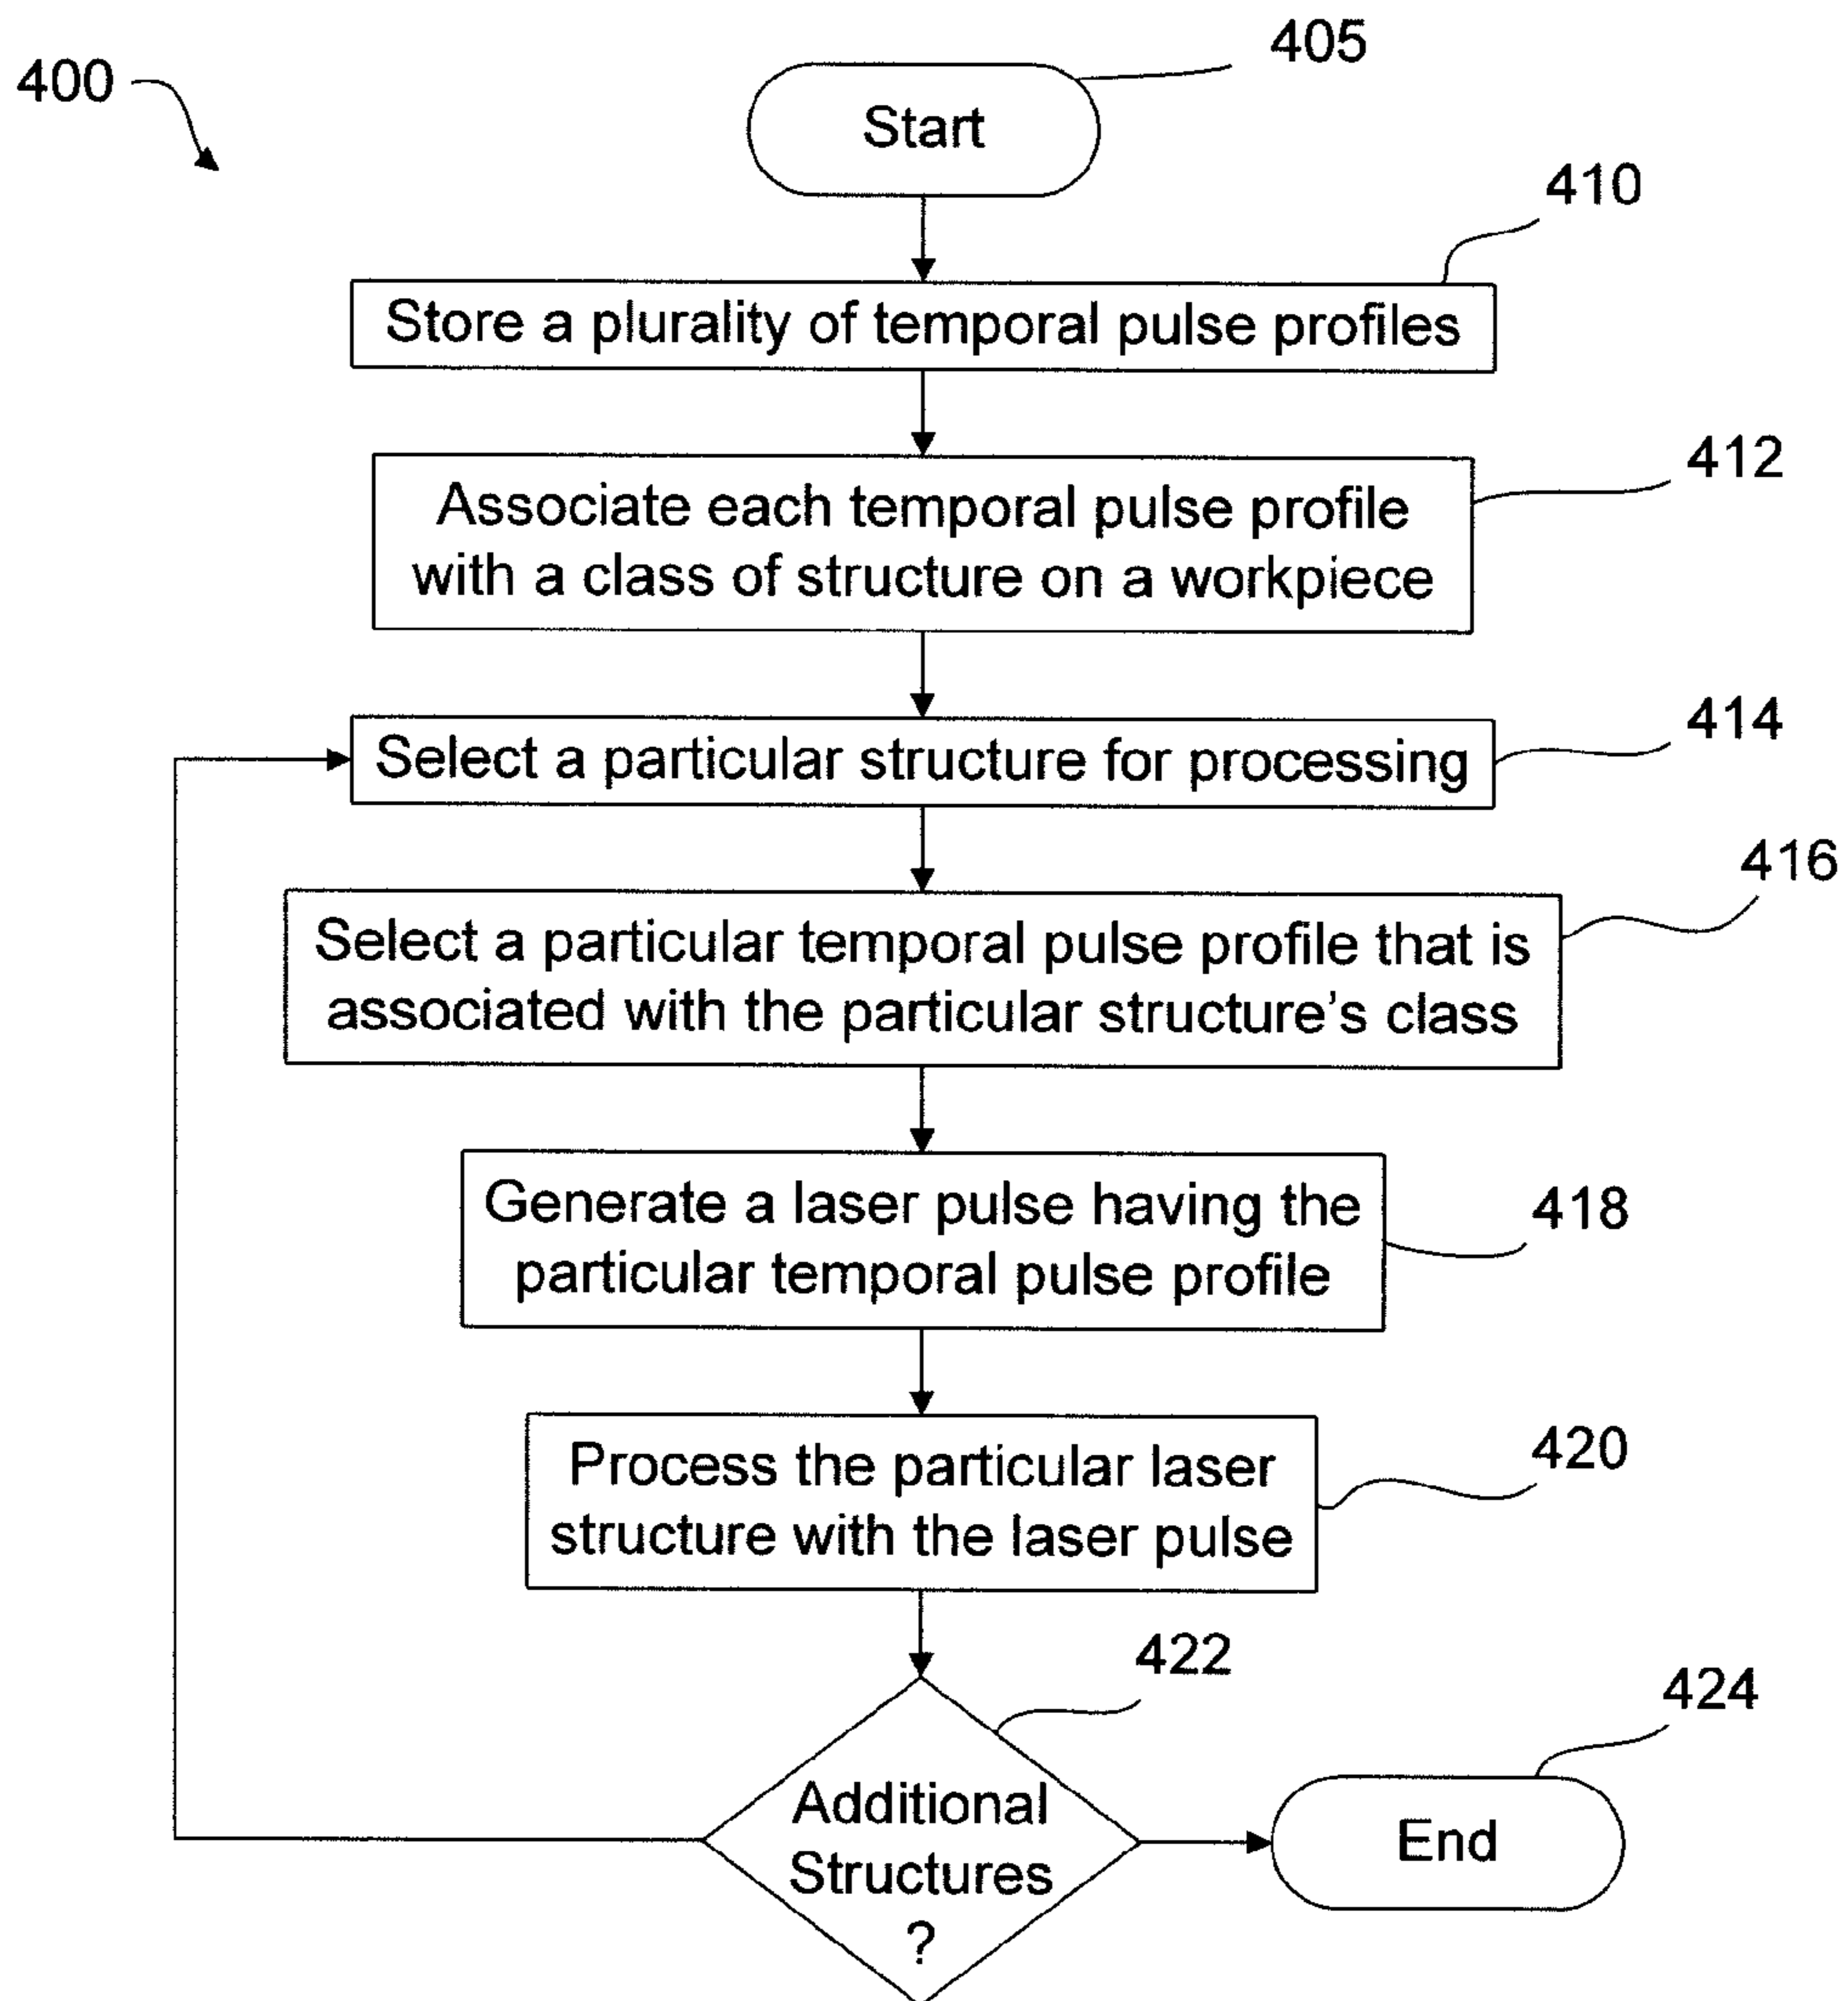 400
405
Start
410
Store a plurality of temporal pulse profiles
412
Associate each temporal pulse profile
with a class of structure on a workpiece
414
Select a particular structure for processing
416
Select a particular temporal pulse profile that is
associated with the particular structure's class
418
Generate a laser pulse having the
particular temporal pulse profile
420
Process the particular laser
structure with the laser pulse
422
Additional
Structures
?
424
End